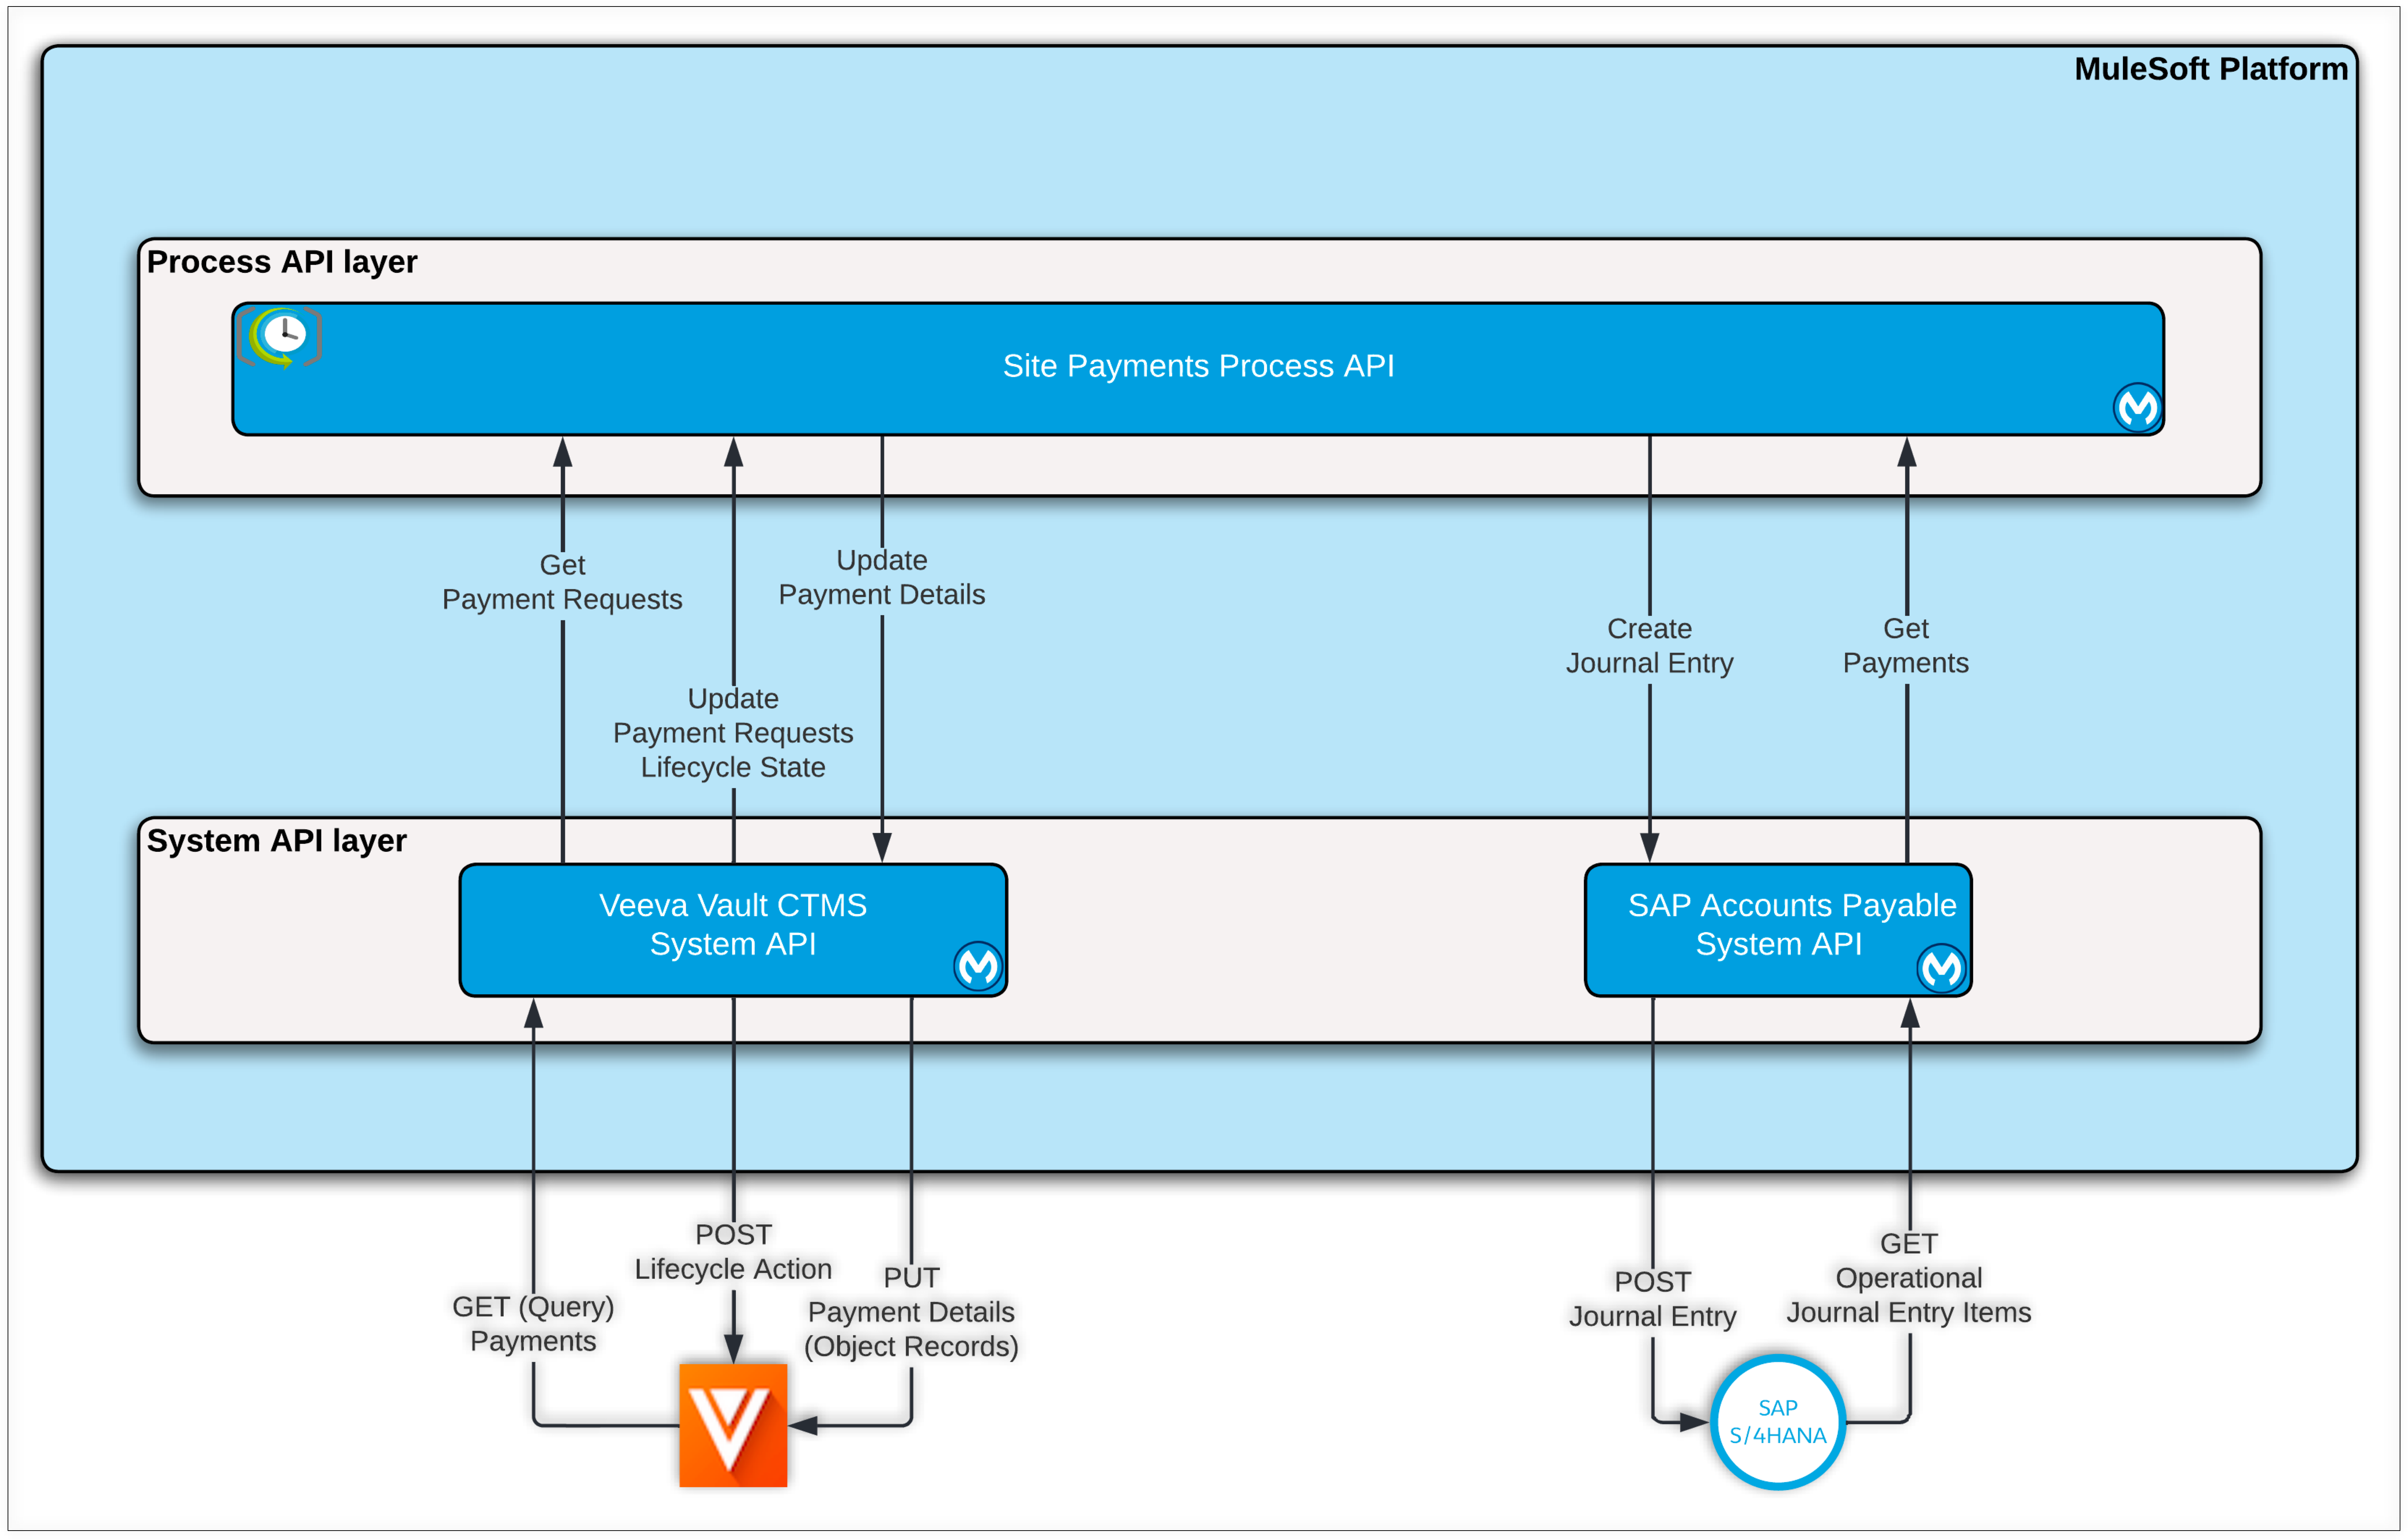 MuleSoft Platform
Process API layer
Site Payments Process API
Get
Payment Requests
Update
Payment Requests
Lifecycle State
Update
Payment Details
Create
Journal Entry
Get
Payments
System API layer
Veeva Vault CTMS
System API
SAP Accounts Payable
System API
GET (Query)
Payments
POST
Lifecycle Action
PUT
Payment Details
(Object Records)
POST
Journal Entry
GET
Operational
Journal Entry Items
SAP
S/4HANA